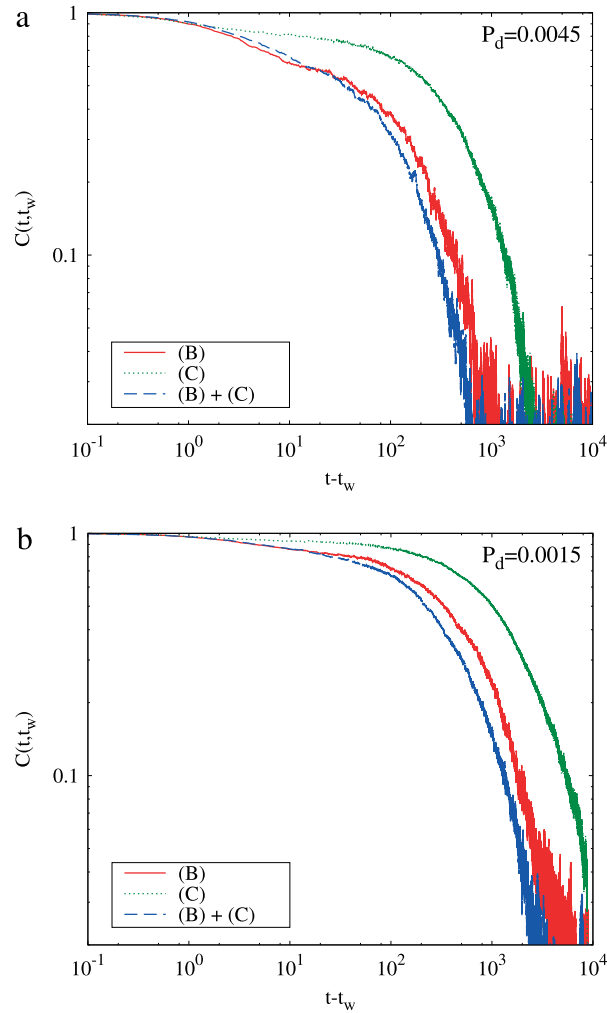 a
P_d=0.0045
1
0.1
C(t,t_w)
(B)
(C)
(B) + (C)
10^-1 10^0 10^1 10^2 10^3 10^4
t-t_w
b
P_d=0.0015
1
0.1
C(t,t_w)
(B)
(C)
(B) + (C)
10^-1 10^0 10^1 10^2 10^3 10^4
t-t_w